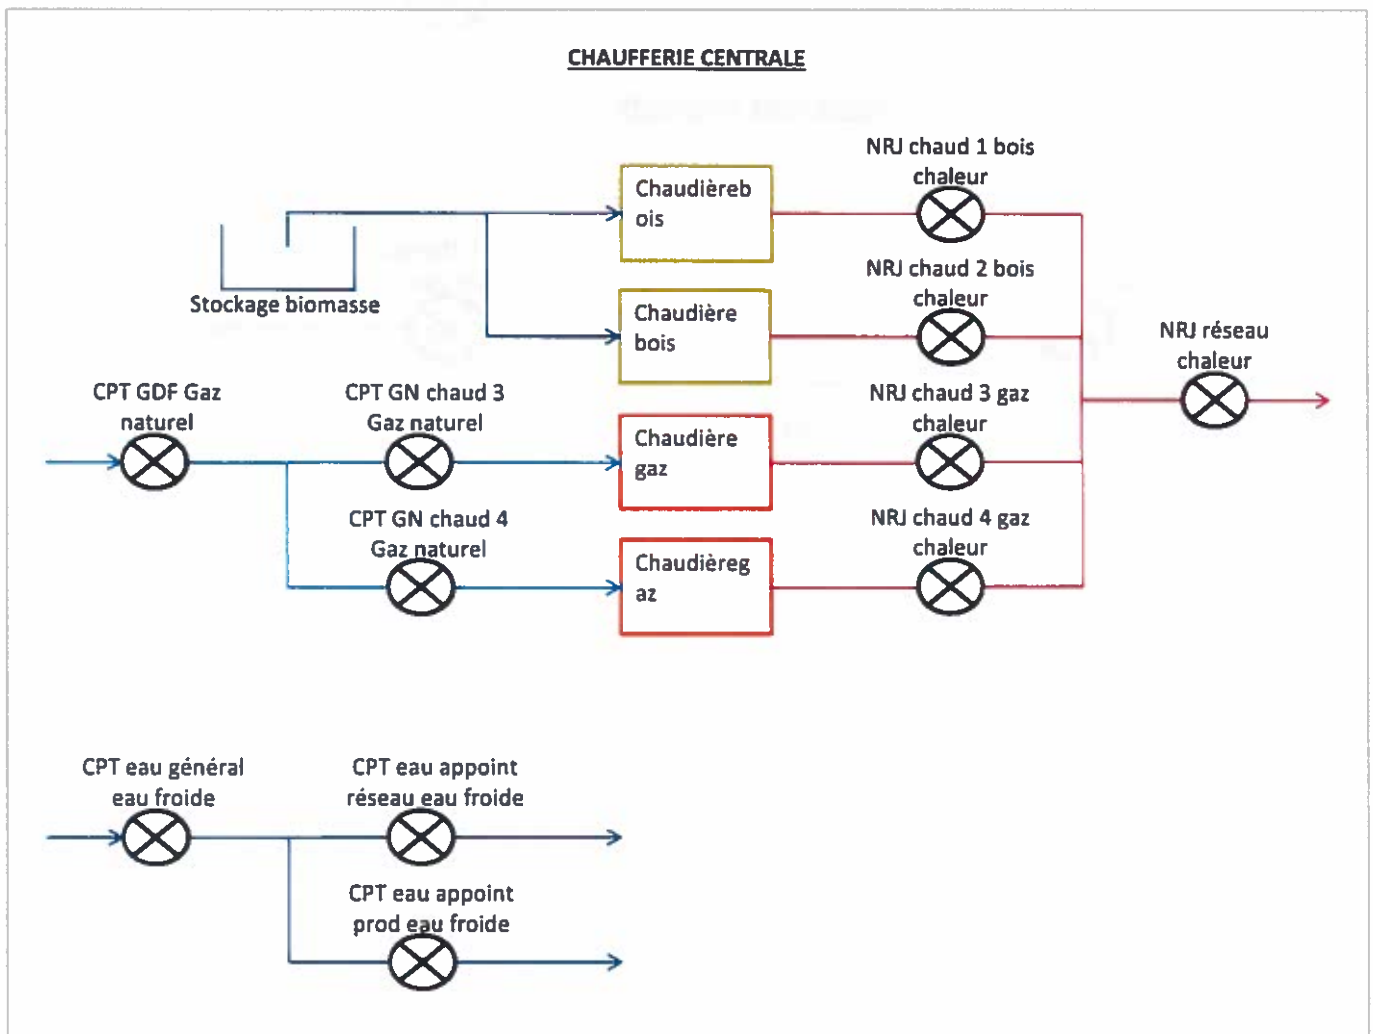 CHAUFFERIE CENTRALE
NRJ chaud 1 bois
chaleur
Chaudièreb
ois
NRJ chaud 2 bois
chaleur
Stockage biomasse
Chaudière
bois
NRJ réseau
chaleur
CPT GDF Gaz
naturel
CPT GN chaud 3
Gaz naturel
Chaudière
gaz
NRJ chaud 3 gaz
chaleur
CPT GN chaud 4
Gaz naturel
Chaudièreg
az
NRJ chaud 4 gaz
chaleur
CPT eau général
eau froide
CPT eau appoint
réseau eau froide
CPT eau appoint
prod eau froide